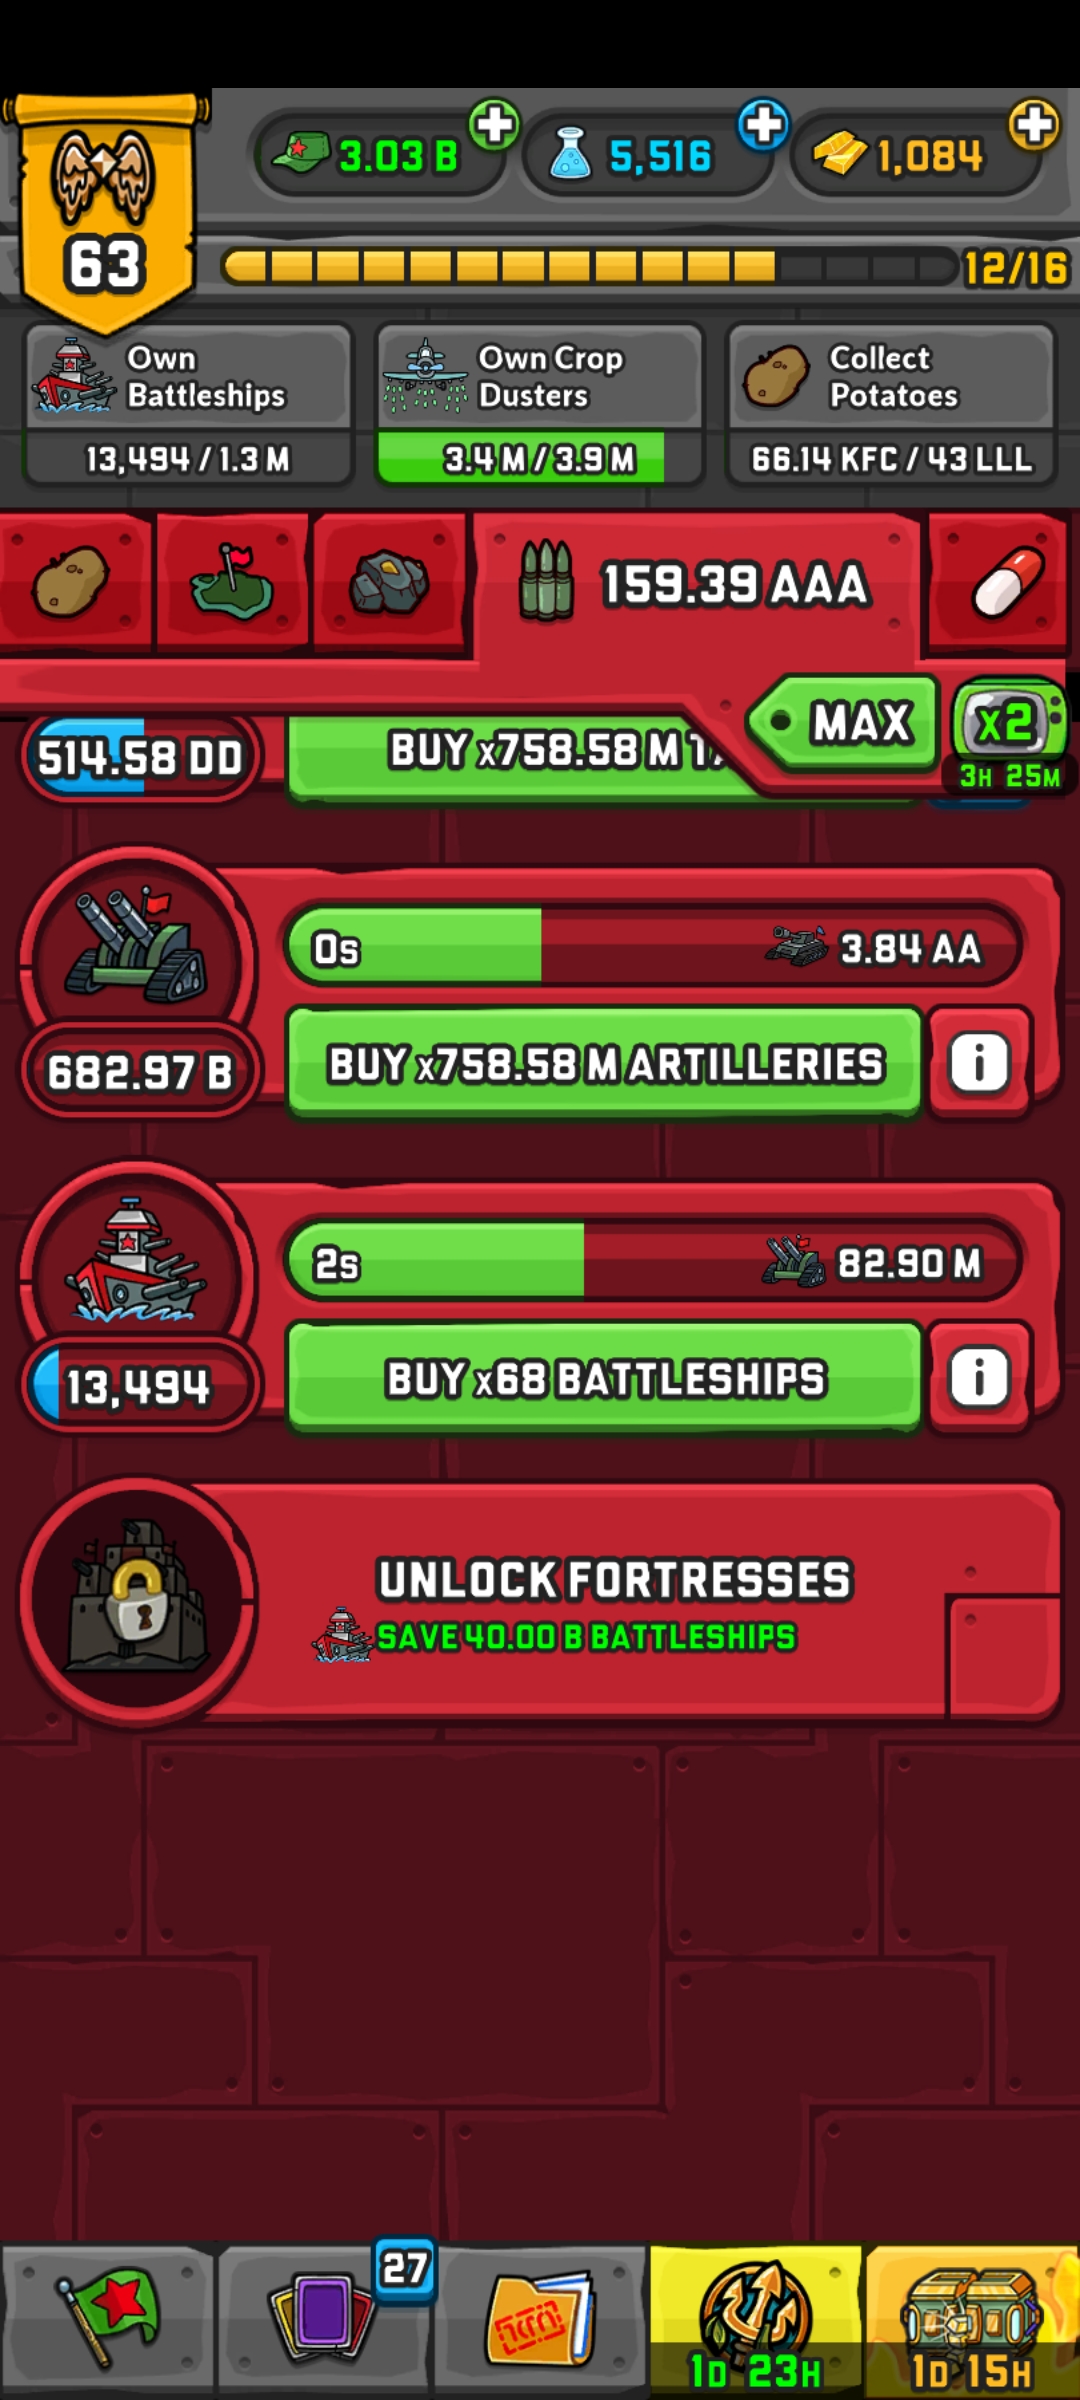 3.03 B
5,516
1,084
63
12/16
Own Battleships
13,494 / 1.3 M
Own Crop Dusters
3.4 M / 3.9 M
Collect Potatoes
66.14 KFC / 43 LLL
159.39 AAA
MAX
x2
3H 25M
514.58 DD
BUY x758.58 M
0s
3.84 AA
682.97 B
BUY x758.58 M ARTILLERIES
i
2s
82.90 M
13,494
BUY x68 BATTLESHIPS
i
UNLOCK FORTRESSES
SAVE 40.00 B BATTLESHIPS
27
1D 23H
1D 15H